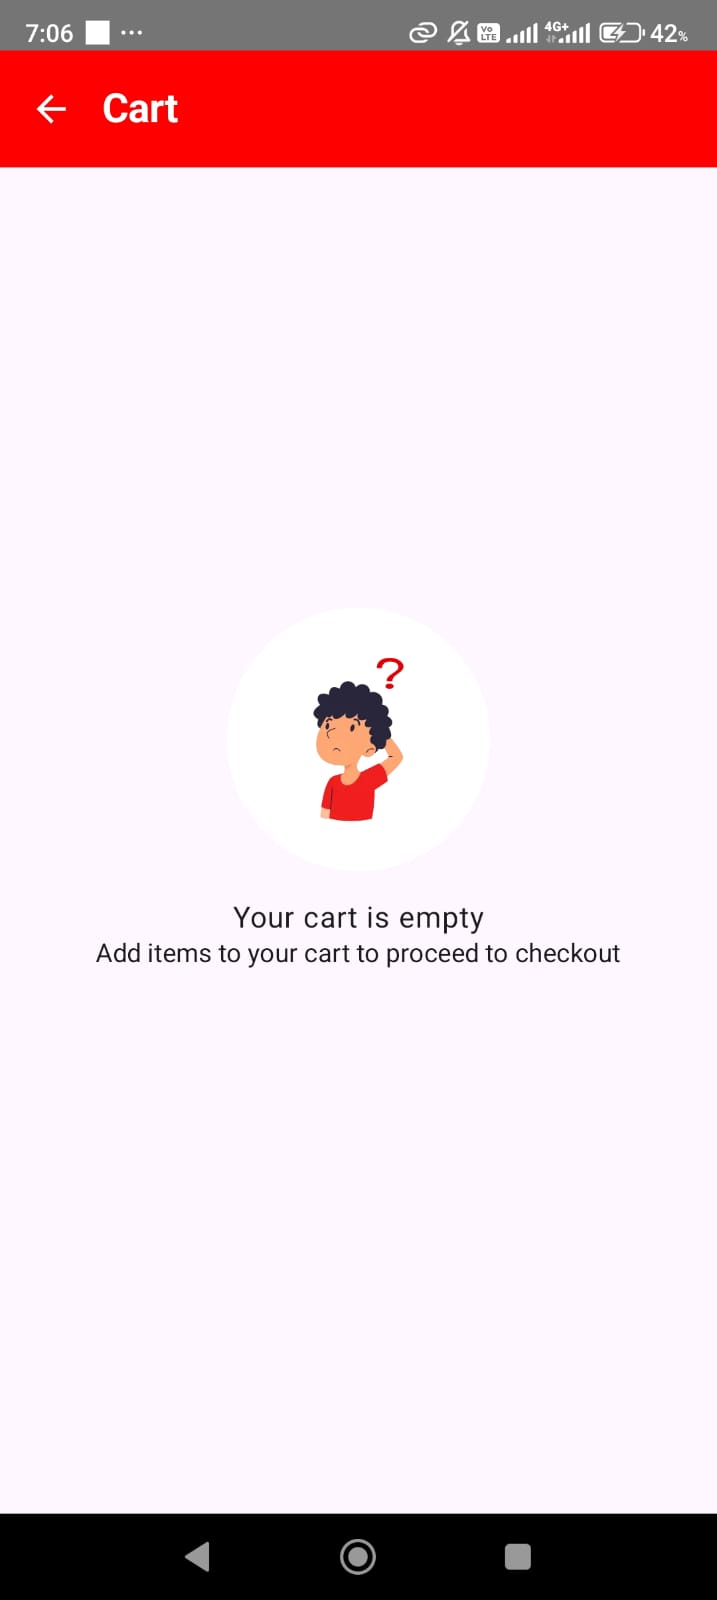 7:06 ... Vo LTE 4G+ 42%
Cart
?
Your cart is empty
Add items to your cart to proceed to checkout